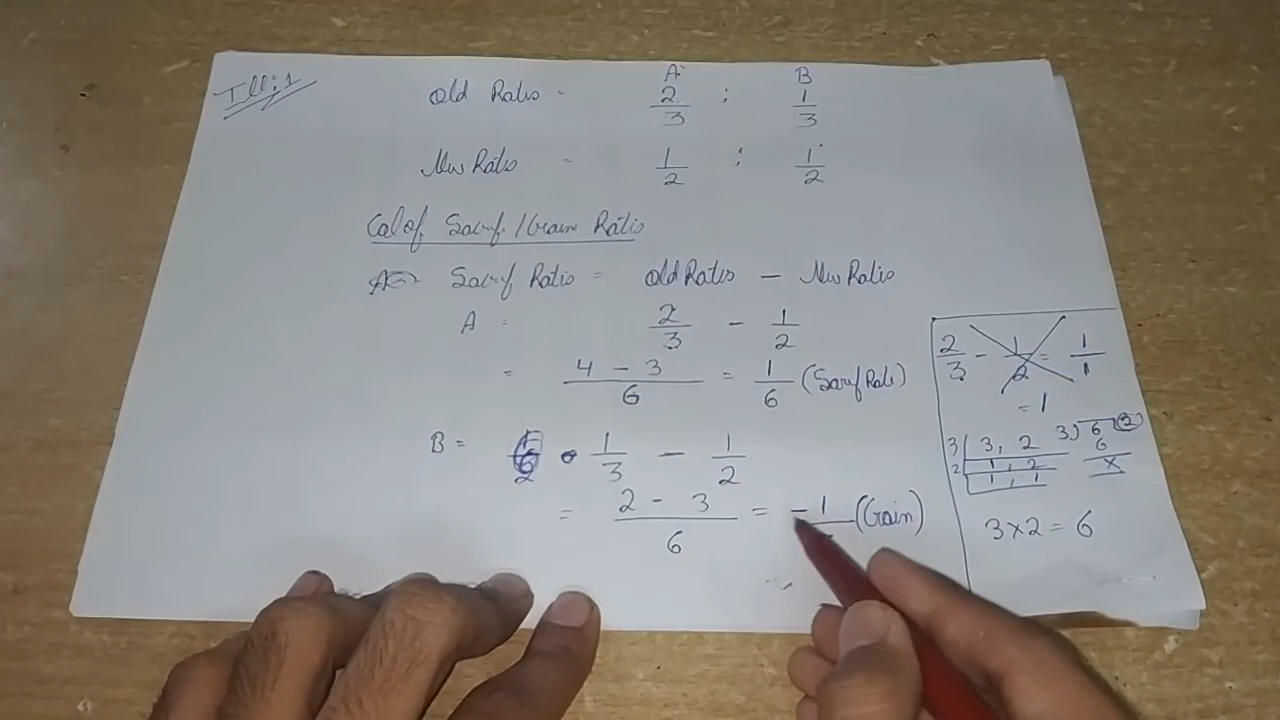 Ill: 1
A B
Old Ratio = 2/3 : 1/3
New Ratio = 1/2 : 1/2
Cal of Sacrif. / Gain Ratio
Sacrif Ratio = Old Ratio - New Ratio
A = 2/3 - 1/2
= 4 - 3 / 6 = 1/6 (Sacrif Ratio)
B = 1/3 - 1/2
= 2 - 3 / 6 = -1 (Gain)
2/3 - 1/2 = 1/1
= 1
3 | 3, 2
2 | 1, 2
1, 1
3) 6 (2
6
x
3 x 2 = 6